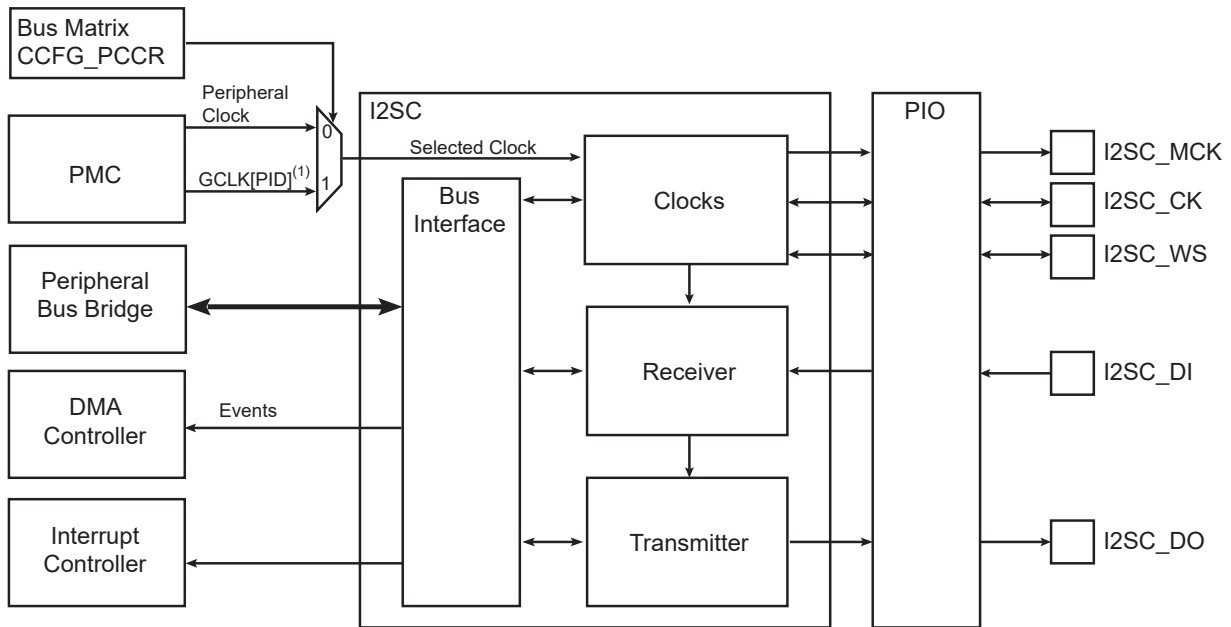 Bus Matrix
CCFG_PCCR
Peripheral
Clock
I2SC
PIO
0
PMC
Selected Clock
I2SC_MCK
GCLK[PID](1)
1
Bus
Interface
Clocks
I2SC_CK
I2SC_WS
Peripheral
Bus Bridge
Receiver
I2SC_DI
DMA
Controller
Events
Interrupt
Controller
Transmitter
I2SC_DO